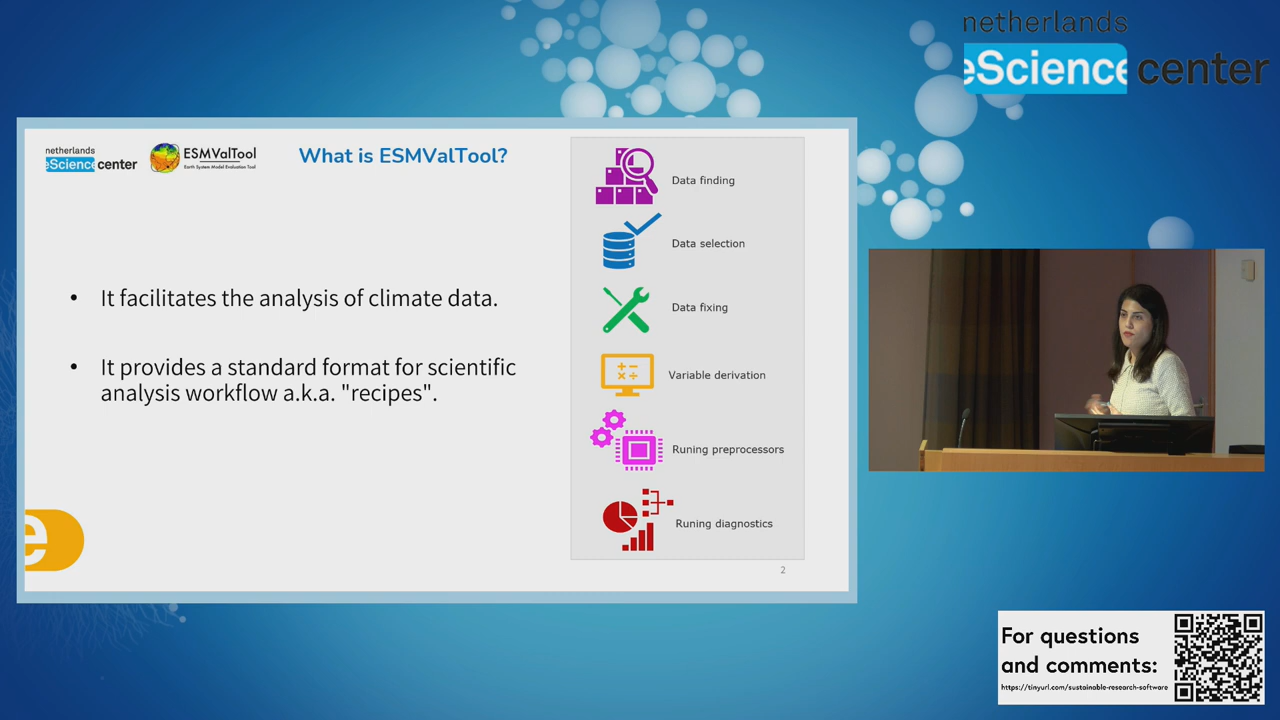 netherlands
eScience center
netherlands
eScience center
ESMValTool
Earth System Model Evaluation Tool
What is ESMValTool?
• It facilitates the analysis of climate data.
• It provides a standard format for scientific
analysis workflow a.k.a. "recipes".
Data finding
Data selection
Data fixing
Variable derivation
Runing preprocessors
Runing diagnostics
e
2
For questions
and comments:
https://tinyurl.com/sustainable-research-software